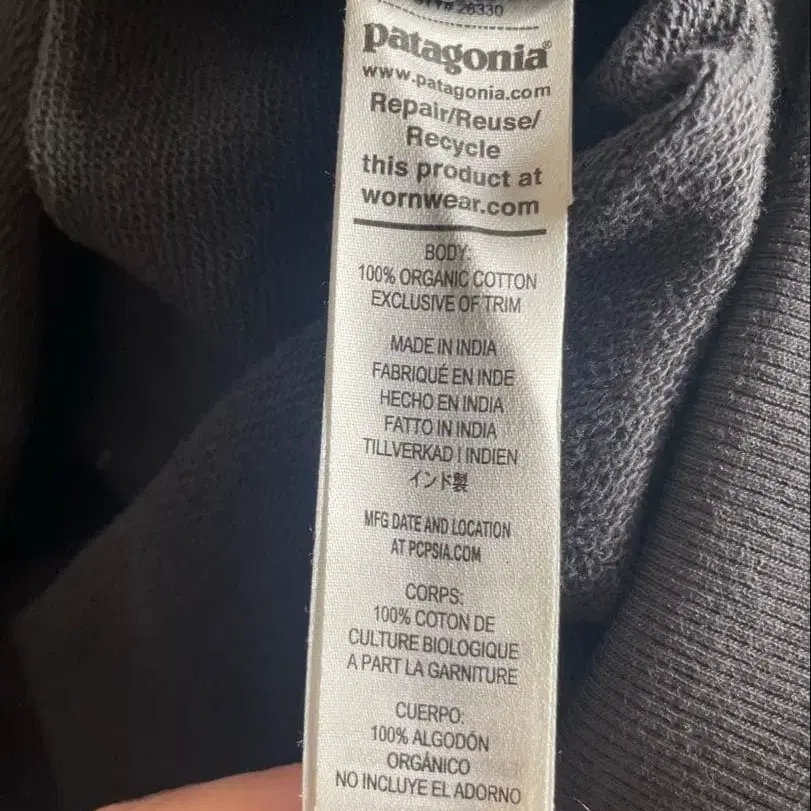 STY# 26330
patagonia®
www.patagonia.com
Repair/Reuse/
Recycle
this product at
wornwear.com
BODY:
100% ORGANIC COTTON
EXCLUSIVE OF TRIM
MADE IN INDIA
FABRIQUÉ EN INDE
HECHO EN INDIA
FATTO IN INDIA
TILLVERKAD I INDIEN
インド製
MFG DATE AND LOCATION
AT PCPSIA.COM
CORPS:
100% COTON DE
CULTURE BIOLOGIQUE
A PART LA GARNITURE
CUERPO:
100% ALGODÓN
ORGÁNICO
NO INCLUYE EL ADORNO